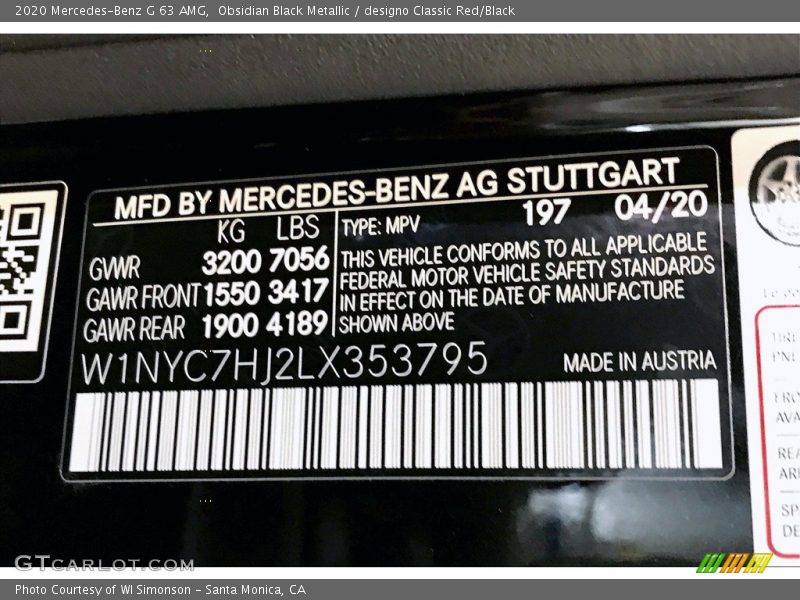 2020 Mercedes-Benz G 63 AMG,  Obsidian Black Metallic / designo Classic Red/Black
MFD BY MERCEDES-BENZ AG STUTTGART
KG LBS
GVWR 3200 7056
GAWR FRONT 1550 3417
GAWR REAR 1900 4189
TYPE: MPV 197 04/20
THIS VEHICLE CONFORMS TO ALL APPLICABLE
FEDERAL MOTOR VEHICLE SAFETY STANDARDS
IN EFFECT ON THE DATE OF MANUFACTURE
SHOWN ABOVE
W1NYC7HJ2LX353795 MADE IN AUSTRIA
GTCARLOT.COM
Photo Courtesy of WI Simonson - Santa Monica, CA